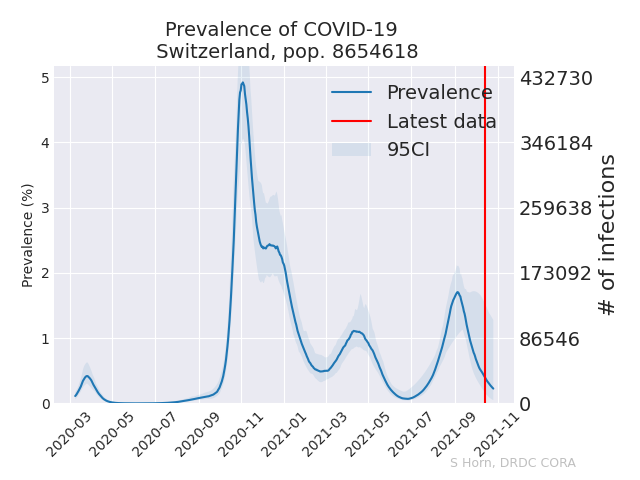 Prevalence of COVID-19
Switzerland, pop. 8654618
Prevalence (%)
5
4
3
2
1
0
Prevalence
Latest data
95CI
432730
346184
259638
173092
86546
0
# of infections
2020-03
2020-05
2020-07
2020-09
2020-11
2021-01
2021-03
2021-05
2021-07
2021-09
2021-11
S Horn, DRDC CORA